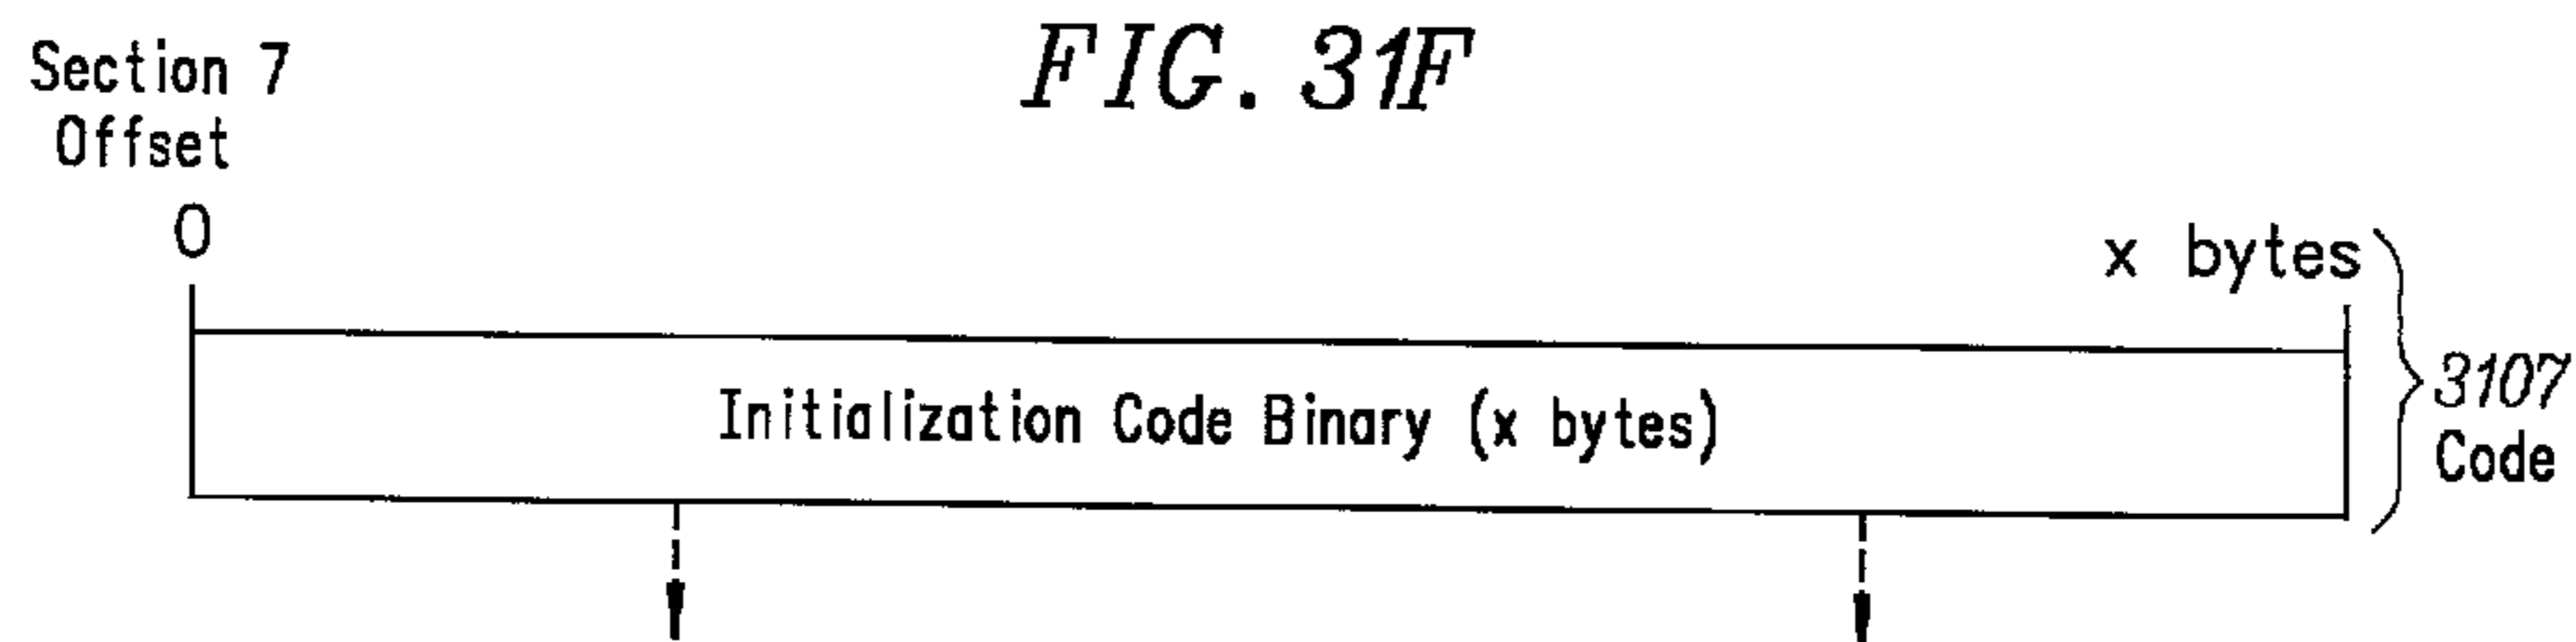 FIG. 31F
Section 7
Offset
0
x bytes
Initialization Code Binary (x bytes)
3107
Code